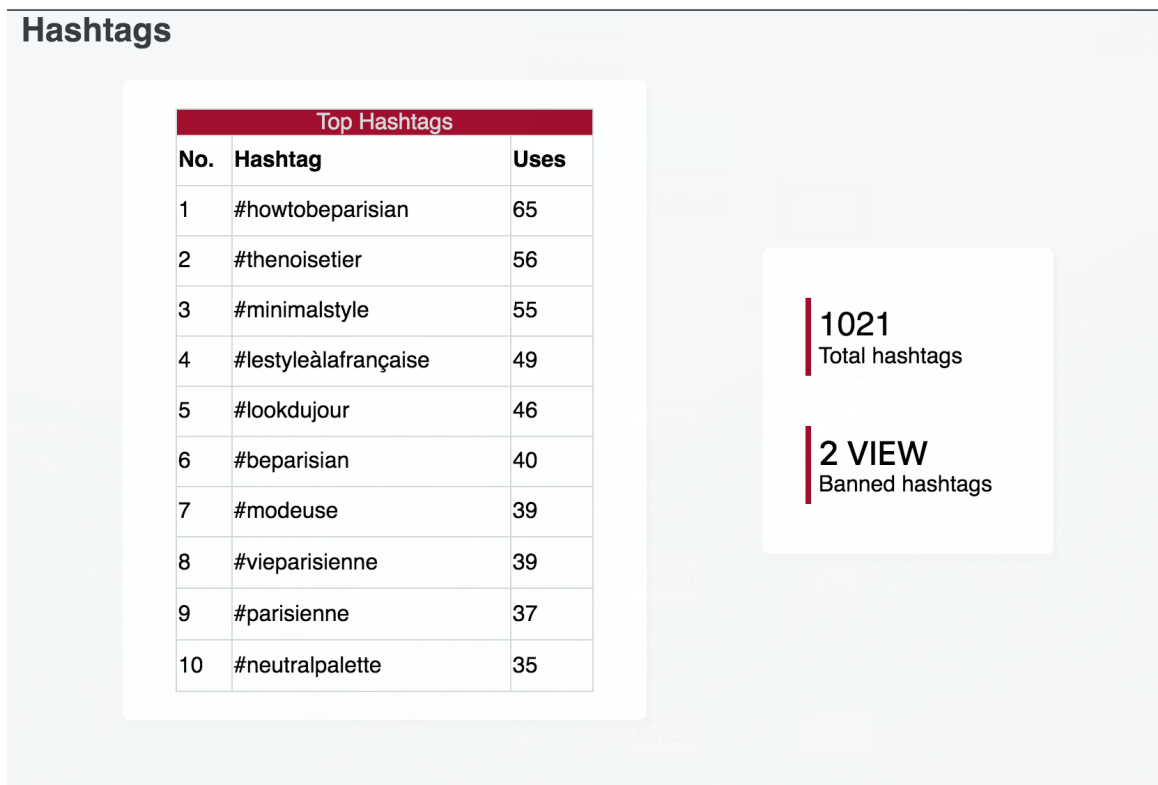 Hashtags
Top Hashtags
No. Hashtag Uses
1 #howtobeparisian 65
2 #thenoisetier 56
3 #minimalstyle 55
4 #lestyleàlafrançaise 49
5 #lookdujour 46
6 #beparisian 40
7 #modeuse 39
8 #vieparisienne 39
9 #parisienne 37
10 #neutralpalette 35
1021
Total hashtags
2 VIEW
Banned hashtags